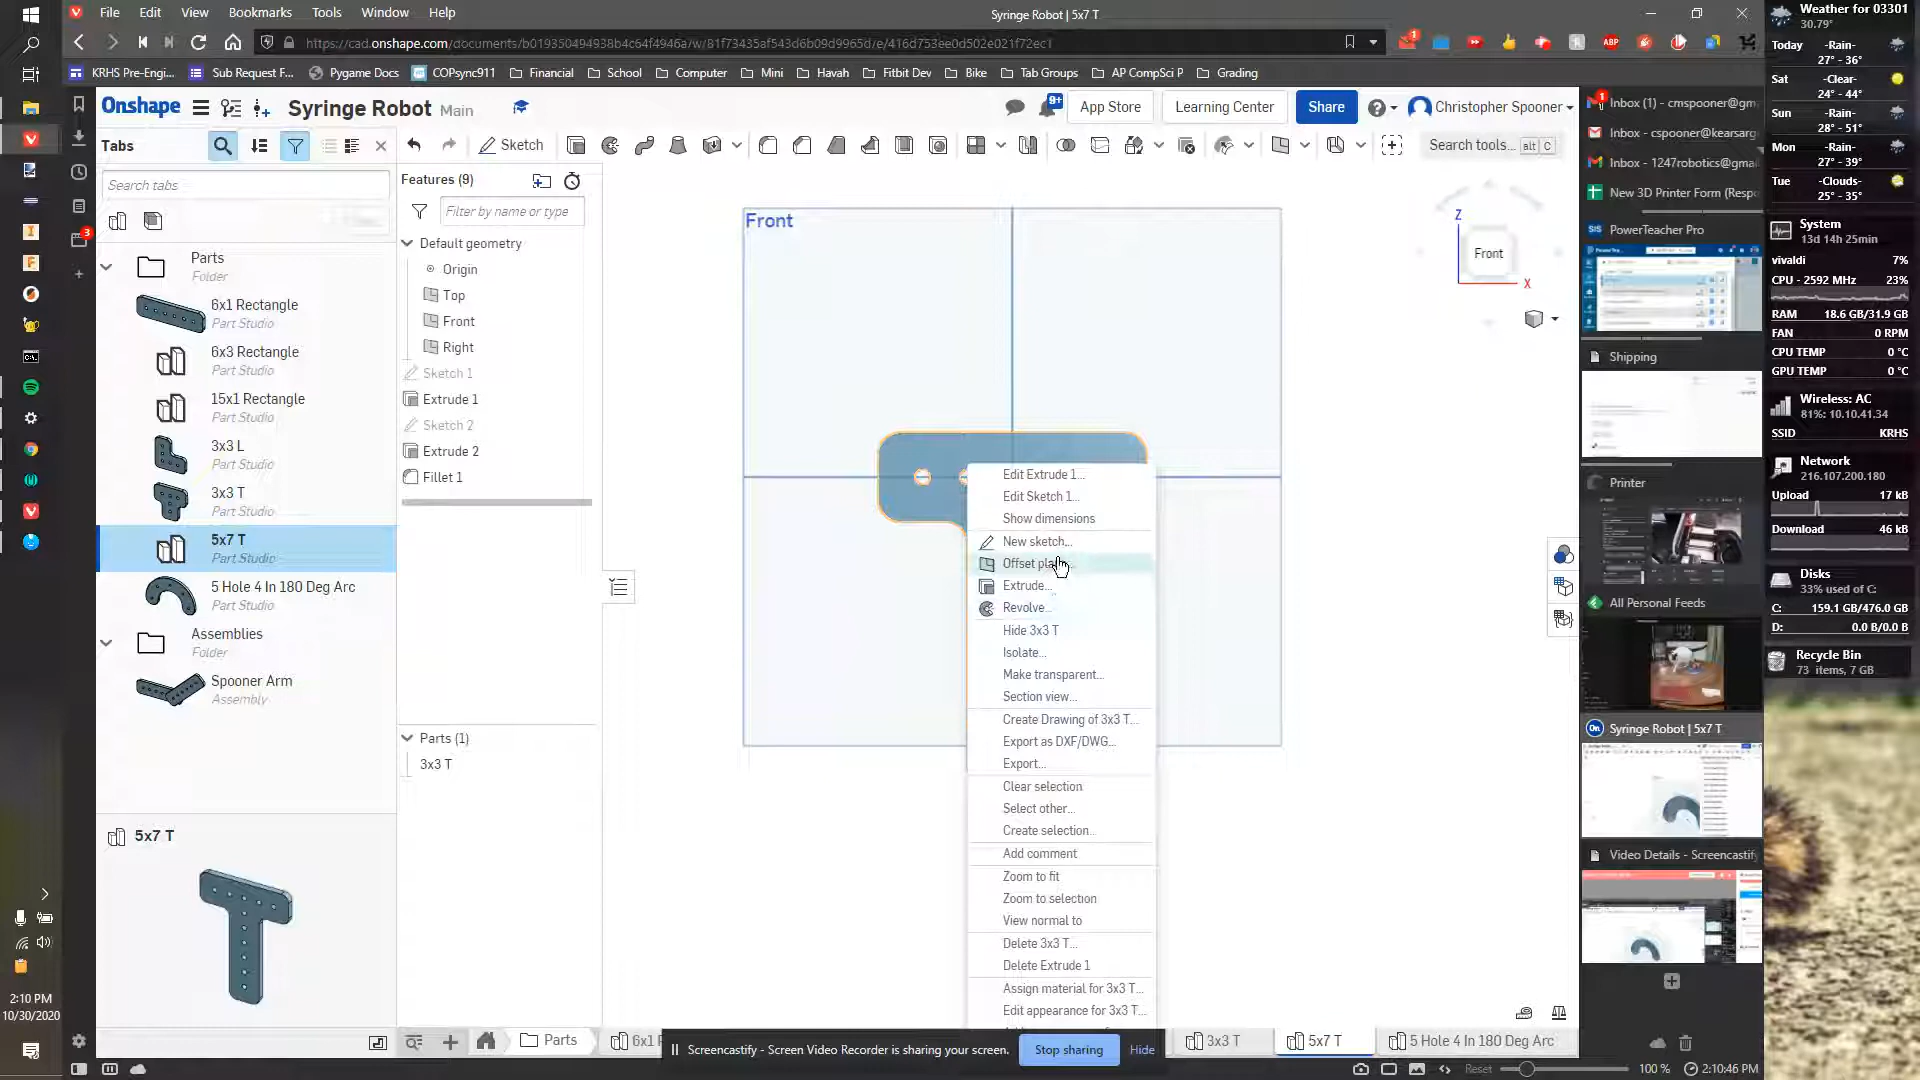 File Edit View Bookmarks Tools Window Help
Syringe Robot | 5x7 T
https://cad.onshape.com/documents/b019350494938b4c64f4946a/w/81f73435af543d6b09d9965d/e/416d753ee0d502e021f72ec1
KRHS Pre-Engi... Sub Request F... Pygame Docs COPsync911 Financial School Computer Mini Havah Fitbit Dev Bike Tab Groups AP CompSci P Grading
Onshape Syringe Robot Main
9+ App Store Learning Center Share Christopher Spooner
Tabs
Sketch
Search tools... alt C
Search tabs
Parts
Folder
6x1 Rectangle
Part Studio
6x3 Rectangle
Part Studio
15x1 Rectangle
Part Studio
3x3 L
Part Studio
3x3 T
Part Studio
5x7 T
Part Studio
5 Hole 4 In 180 Deg Arc
Part Studio
Assemblies
Folder
Spooner Arm
Assembly
5x7 T
Features (9)
Filter by name or type
Default geometry
Origin
Top
Front
Right
Sketch 1
Extrude 1
Sketch 2
Extrude 2
Fillet 1
Parts (1)
3x3 T
Front
Z
Front
X
Edit Extrude 1...
Edit Sketch 1...
Show dimensions
New sketch...
Offset pla
Extrude...
Revolve...
Hide 3x3 T
Isolate...
Make transparent...
Section view...
Create Drawing of 3x3 T...
Export as DXF/DWG...
Export...
Clear selection
Select other...
Create selection...
Add comment
Zoom to fit
Zoom to selection
View normal to
Delete 3x3 T...
Delete Extrude 1
Assign material for 3x3 T...
Edit appearance for 3x3 T...
Parts
6x1
3x3 T
5x7 T
5 Hole 4 In 180 Deg Arc
Screencastify - Screen Video Recorder is sharing your screen. Stop sharing Hide
Reset 100 % 2:10:46 PM
2:10 PM
10/30/2020
3
1
Inbox (1) - cmspooner@gm
Inbox - cspooner@kearsarg
Inbox - 1247robotics@gmai
New 3D Printer Form (Respo
SIS PowerTeacher Pro
Shipping
Printer
All Personal Feeds
On Syringe Robot | 5x7 T
Video Details - Screencastify
Weather for 03301
30.79°
Today -Rain-
27° - 36°
Sat -Clear-
24° - 44°
Sun -Rain-
28° - 51°
Mon -Rain-
27° - 39°
Tue -Clouds-
25° - 35°
System
13d 14h 25min
vivaldi 7%
CPU - 2592 MHz 23%
RAM 18.6 GB/31.9 GB
FAN 0 RPM
CPU TEMP 0 °C
GPU TEMP 0 °C
Wireless: AC
81%: 10.10.41.34
SSID KRHS
Network
216.107.200.180
Upload 17 kB
Download 46 kB
Disks
33% used of C:
C: 159.1 GB/476.0 GB
D: 0.0 B/0.0 B
Recycle Bin
73 items, 7 GB